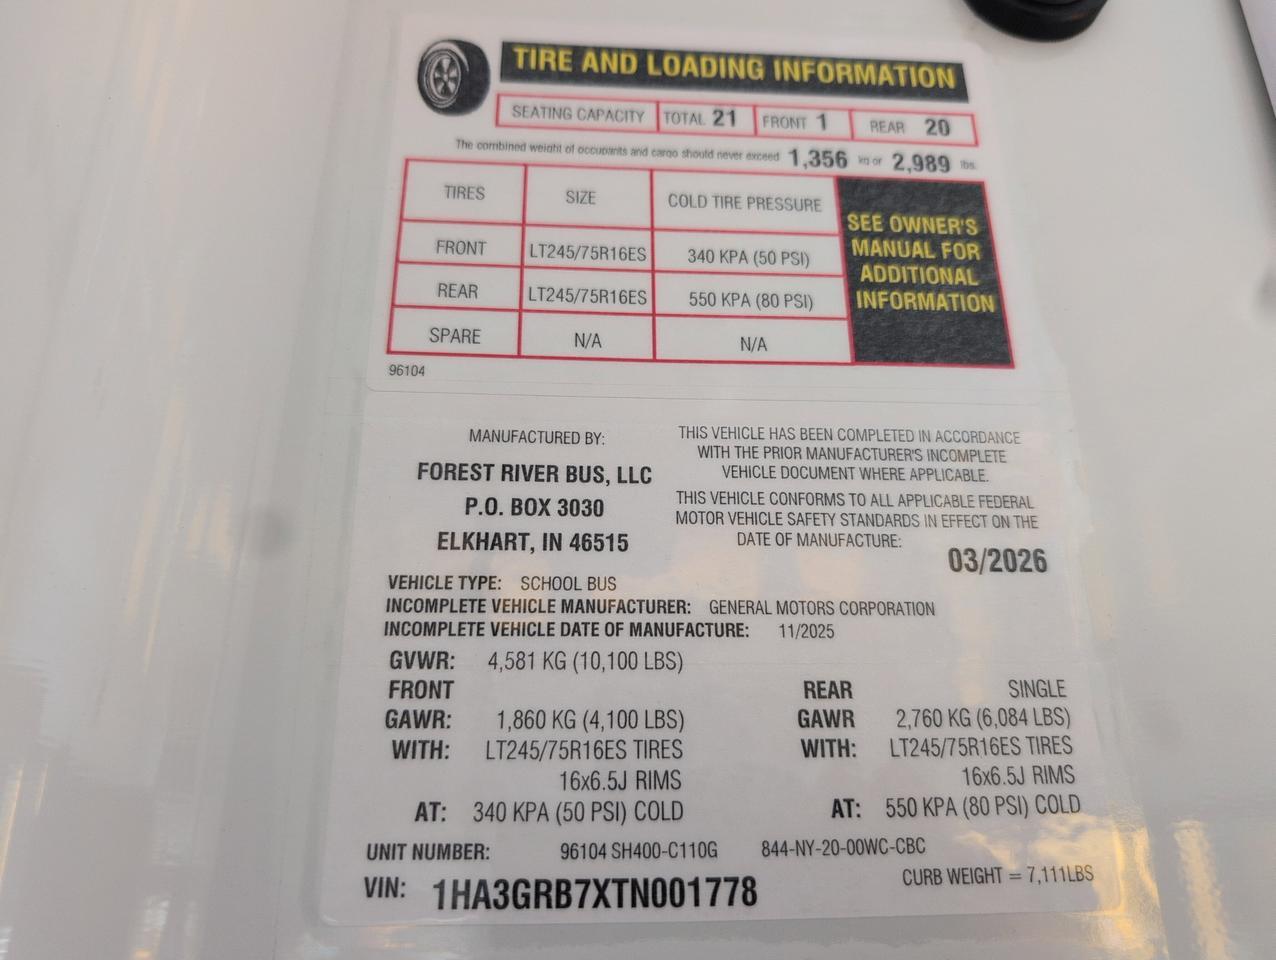 TIRE AND LOADING INFORMATION
SEATING CAPACITY TOTAL 21 FRONT 1 REAR 20
The combined weight of occupants and cargo should never exceed 1,356 kg or 2,989 lbs.
TIRES SIZE COLD TIRE PRESSURE
FRONT LT245/75R16ES 340 KPA (50 PSI)
REAR LT245/75R16ES 550 KPA (80 PSI)
SPARE N/A N/A
SEE OWNER'S
MANUAL FOR
ADDITIONAL
INFORMATION
96104
MANUFACTURED BY:
FOREST RIVER BUS, LLC
P.O. BOX 3030
ELKHART, IN 46515
THIS VEHICLE HAS BEEN COMPLETED IN ACCORDANCE
WITH THE PRIOR MANUFACTURER'S INCOMPLETE
VEHICLE DOCUMENT WHERE APPLICABLE.
THIS VEHICLE CONFORMS TO ALL APPLICABLE FEDERAL
MOTOR VEHICLE SAFETY STANDARDS IN EFFECT ON THE
DATE OF MANUFACTURE:
03/2026
VEHICLE TYPE: SCHOOL BUS
INCOMPLETE VEHICLE MANUFACTURER: GENERAL MOTORS CORPORATION
INCOMPLETE VEHICLE DATE OF MANUFACTURE: 11/2025
GVWR: 4,581 KG (10,100 LBS)
FRONT REAR SINGLE
GAWR: 1,860 KG (4,100 LBS) GAWR 2,760 KG (6,084 LBS)
WITH: LT245/75R16ES TIRES WITH: LT245/75R16ES TIRES
16x6.5J RIMS 16x6.5J RIMS
AT: 340 KPA (50 PSI) COLD AT: 550 KPA (80 PSI) COLD
UNIT NUMBER: 96104 SH400-C110G 844-NY-20-00WC-CBC
CURB WEIGHT = 7,111LBS
VIN: 1HA3GRB7XTN001778